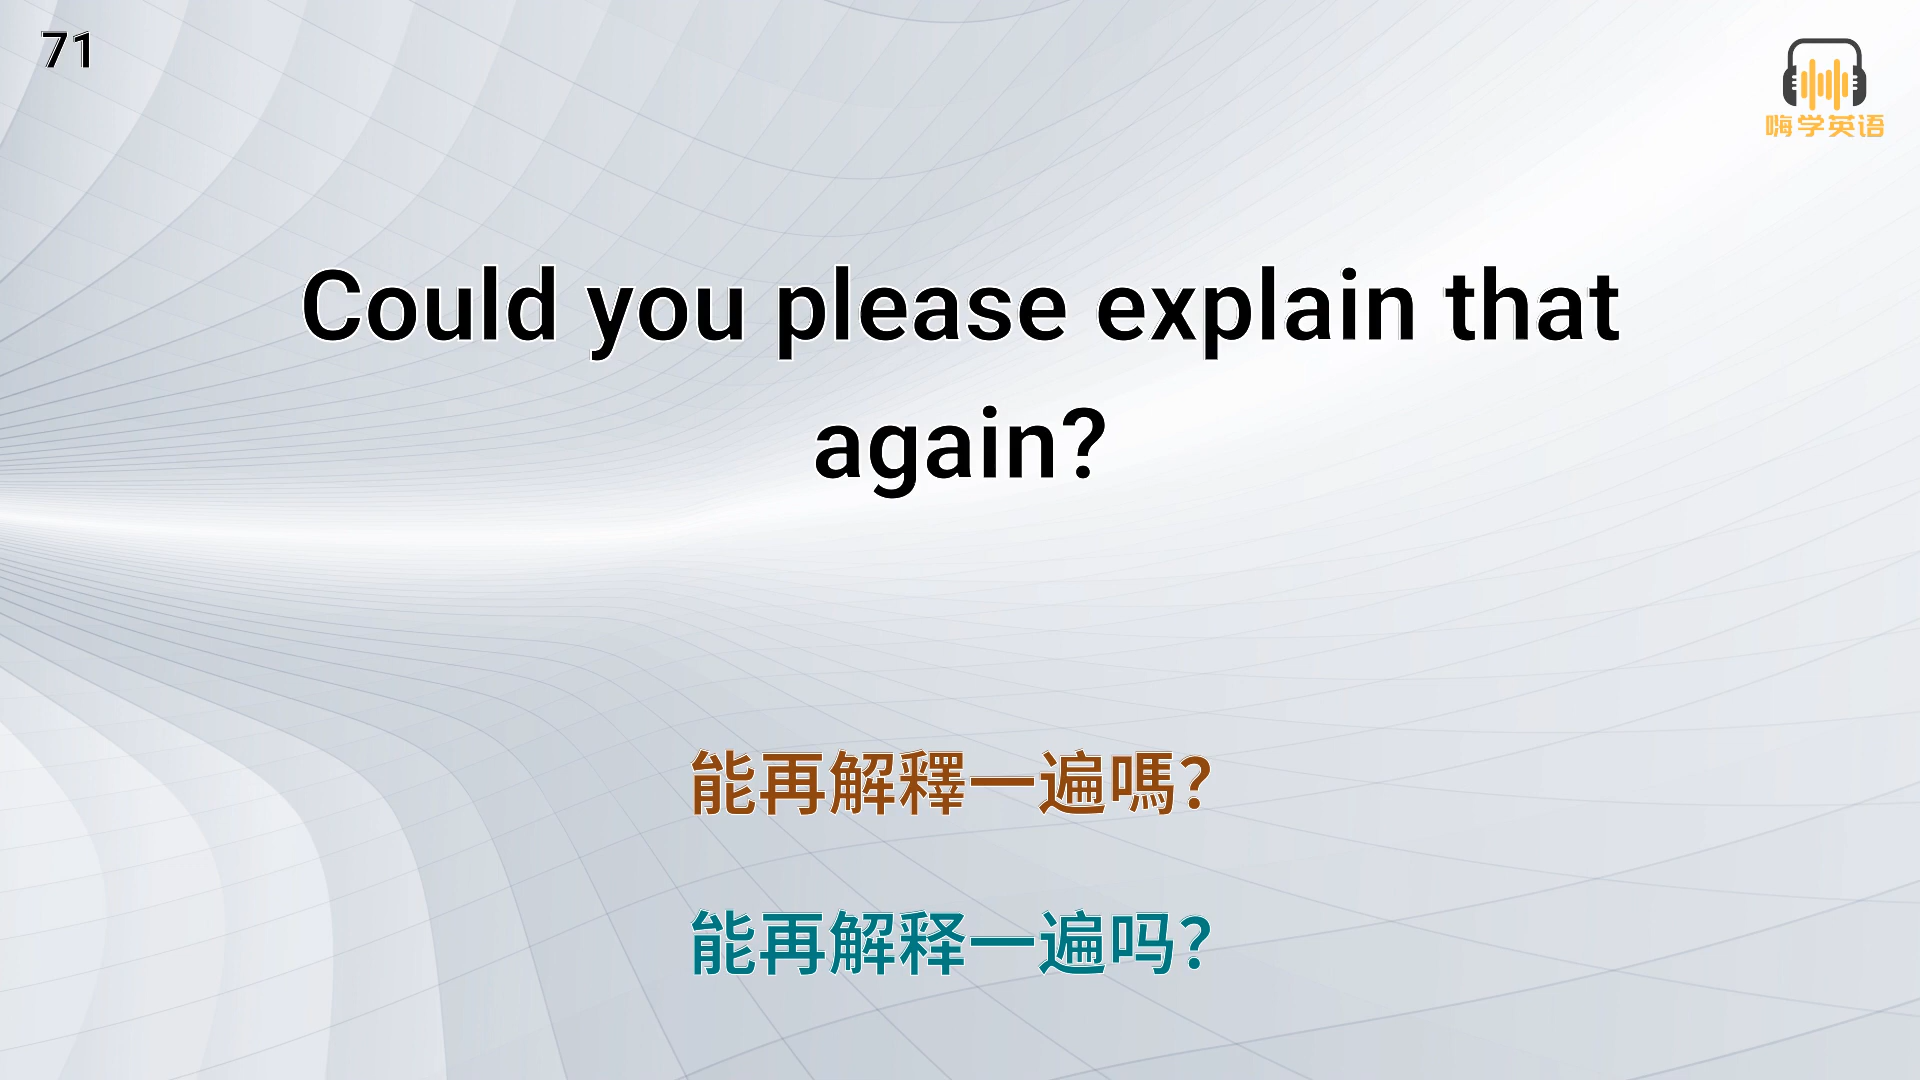 71
嗨学英语
Could you please explain that
again?
能再解釋一遍嗎？
能再解释一遍吗？